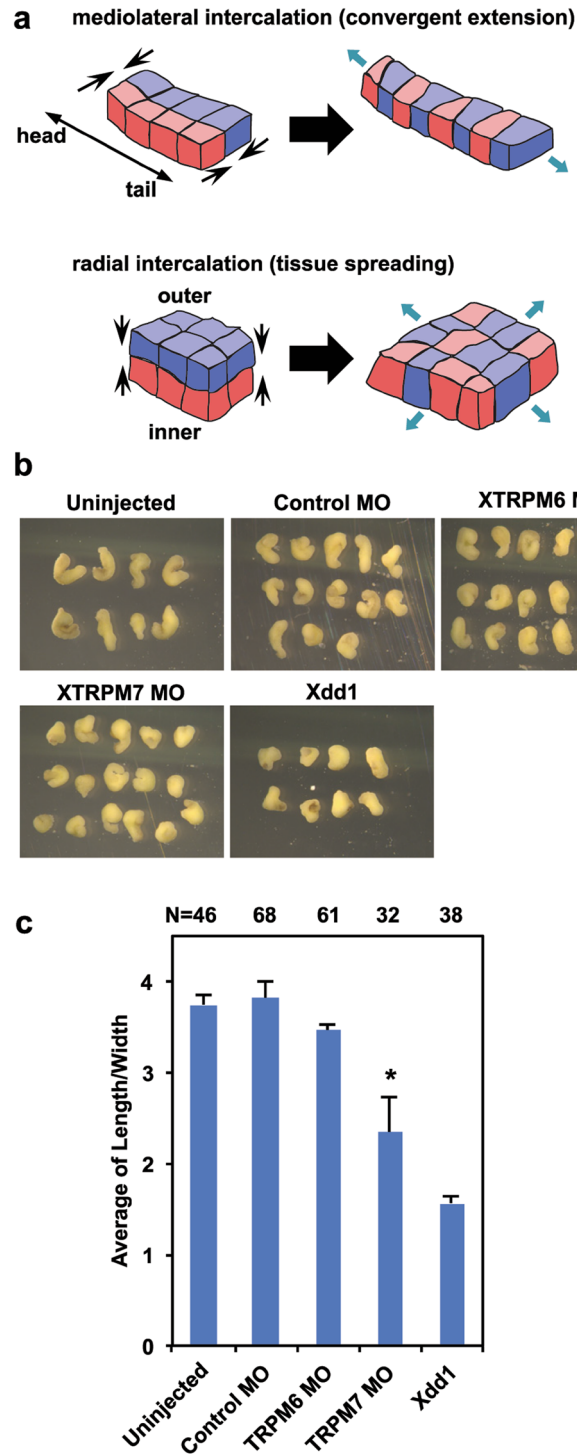 a
mediolateral intercalation (convergent extension)
head
tail
radial intercalation (tissue spreading)
outer
inner
b
Uninjected
Control MO
XTRPM6 M
XTRPM7 MO
Xdd1
c
N=46 68 61 32 38
Average of Length/Width
4
3
2
1
0
*
Uninjected
Control MO
TRPM6 MO
TRPM7 MO
Xdd1